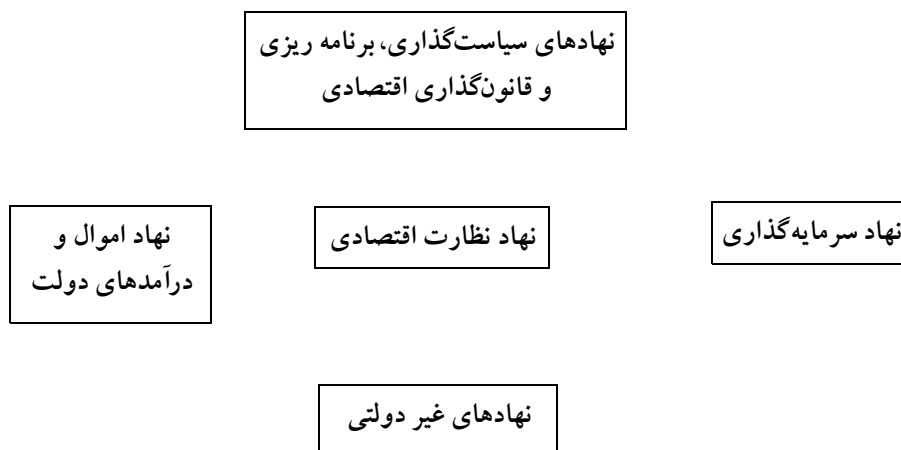 نهادهای سیاست‌گذاری، برنامه ریزی
و قانون‌گذاری اقتصادی
نهاد سرمایه‌گذاری
نهاد نظارت اقتصادی
نهاد اموال و
درآمدهای دولت
نهادهای غیر دولتی